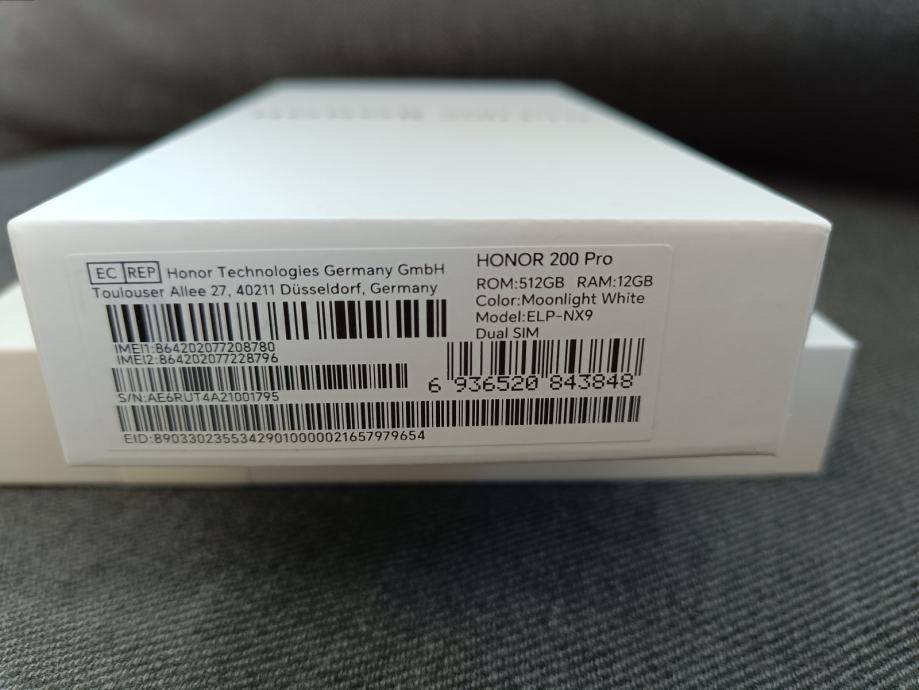 EC REP Honor Technologies Germany GmbH
Toulouser Allee 27, 40211 Düsseldorf, Germany
IMEI1:864202077208780
IMEI2:864202077228796
S/N:AE6RUT4A21001795
EID:89033023553429010000021657979654
HONOR 200 Pro
ROM:512GB RAM:12GB
Color:Moonlight White
Model:ELP-NX9
Dual SIM
6 936520 843848